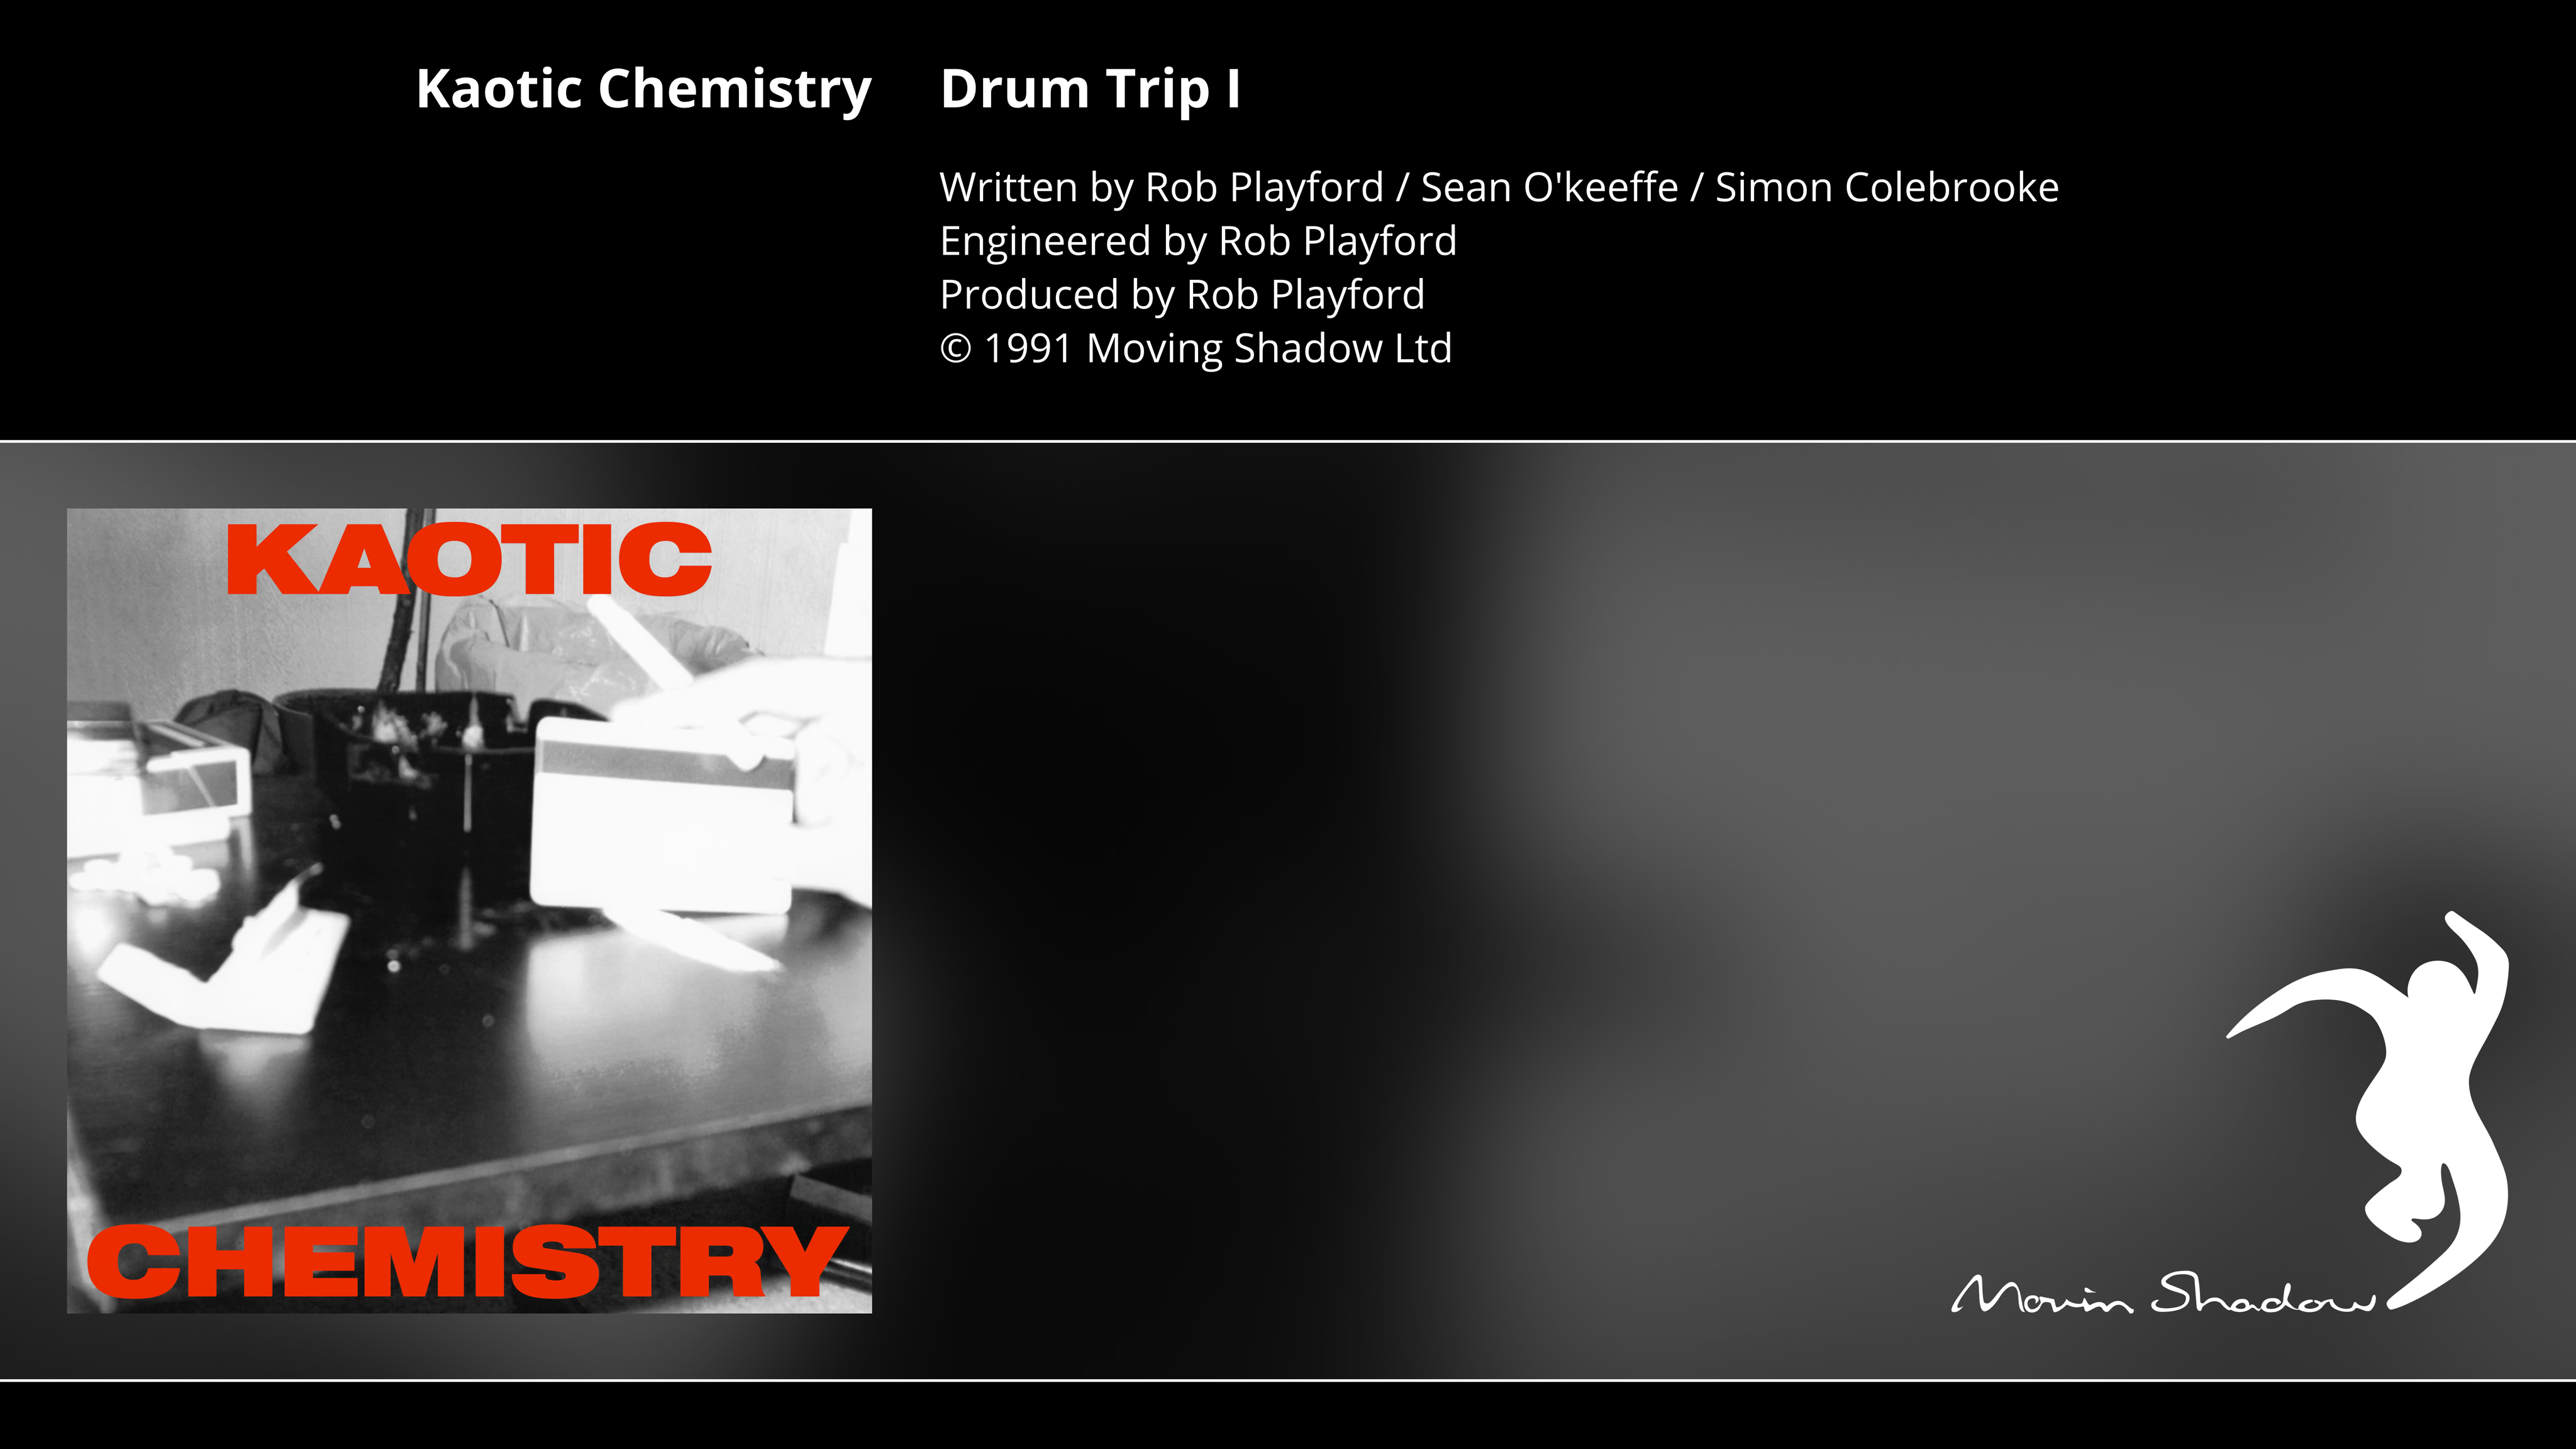 Kaotic Chemistry
Drum Trip I
Written by Rob Playford / Sean O'keeffe / Simon Colebrooke
Engineered by Rob Playford
Produced by Rob Playford
© 1991 Moving Shadow Ltd
KAOTIC
CHEMISTRY
Movin Shadow